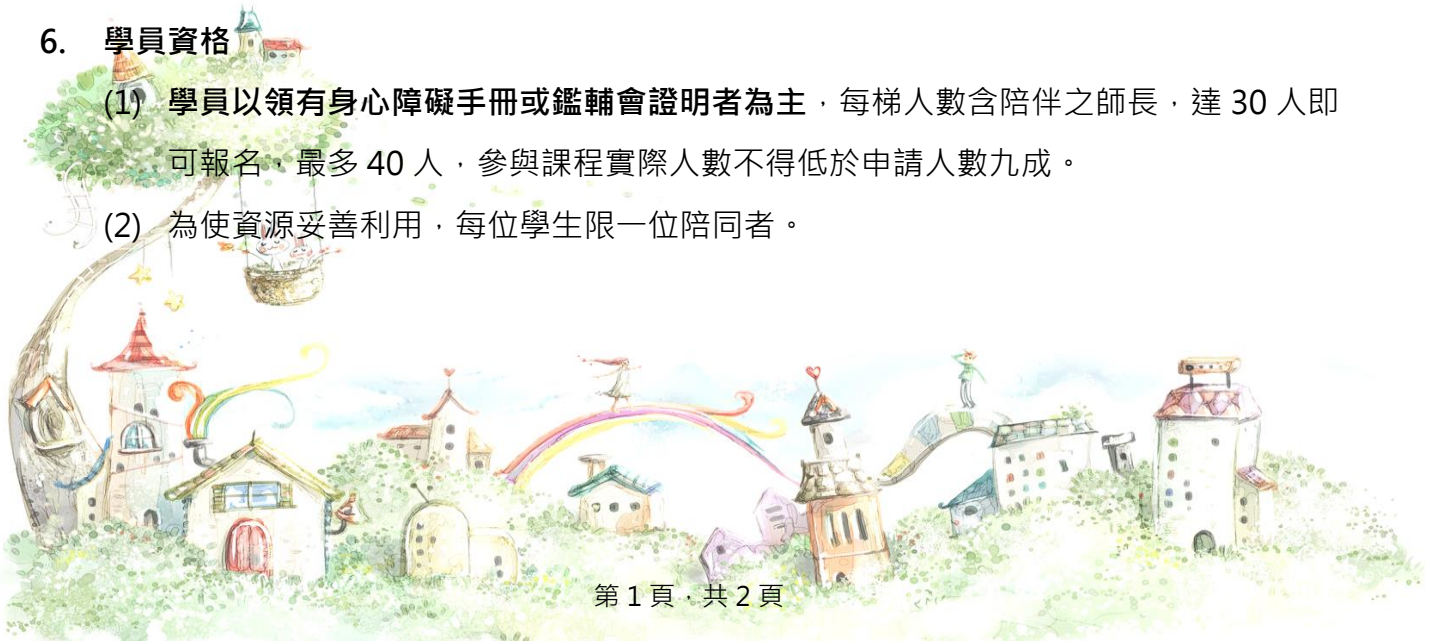 6. 學員資格
(1) 學員以領有身心障礙手冊或鑑輔會證明者為主，每梯人數含陪伴之師長，達 30 人即
可報名，最多 40 人，參與課程實際人數不得低於申請人數九成。
(2) 為使資源妥善利用，每位學生限一位陪同者。
第 1 頁，共 2 頁